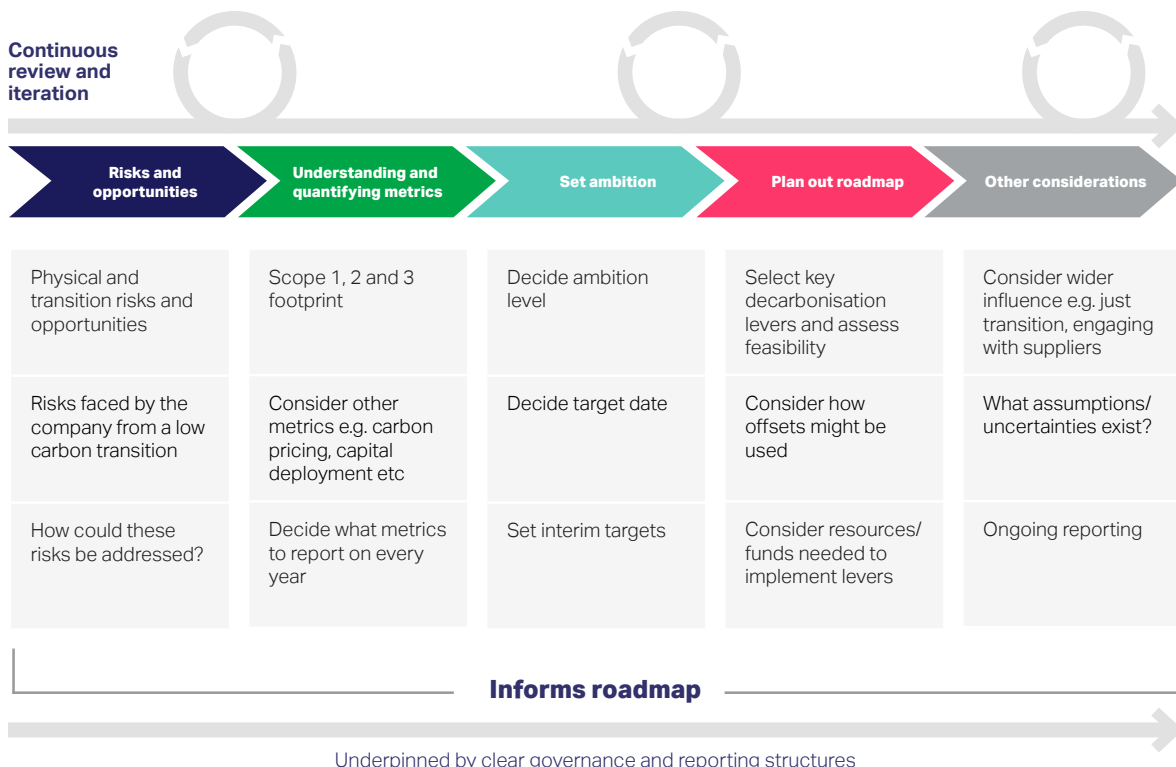 Continuous
review and
iteration
Risks and
opportunities
Understanding and
quantifying metrics
Set ambition
Plan out roadmap
Other considerations
Physical and
transition risks and
opportunities
Scope 1, 2 and 3
footprint
Decide ambition
level
Select key
decarbonisation
levers and assess
feasibility
Consider wider
influence e.g. just
transition, engaging
with suppliers
Risks faced by the
company from a low
carbon transition
Consider other
metrics e.g. carbon
pricing, capital
deployment etc
Decide target date
Consider how
offsets might be
used
What assumptions/
uncertainties exist?
How could these
risks be addressed?
Decide what metrics
to report on every
year
Set interim targets
Consider resources/
funds needed to
implement levers
Ongoing reporting
Informs roadmap
Underpinned by clear governance and reporting structures